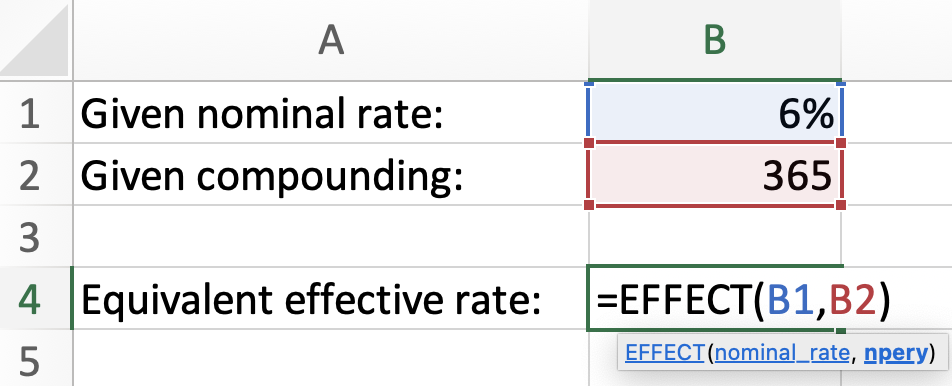 A B
1 Given nominal rate: 6%
2 Given compounding: 365
3
4 Equivalent effective rate: =EFFECT(B1,B2)
5 EFFECT(nominal_rate, npery)